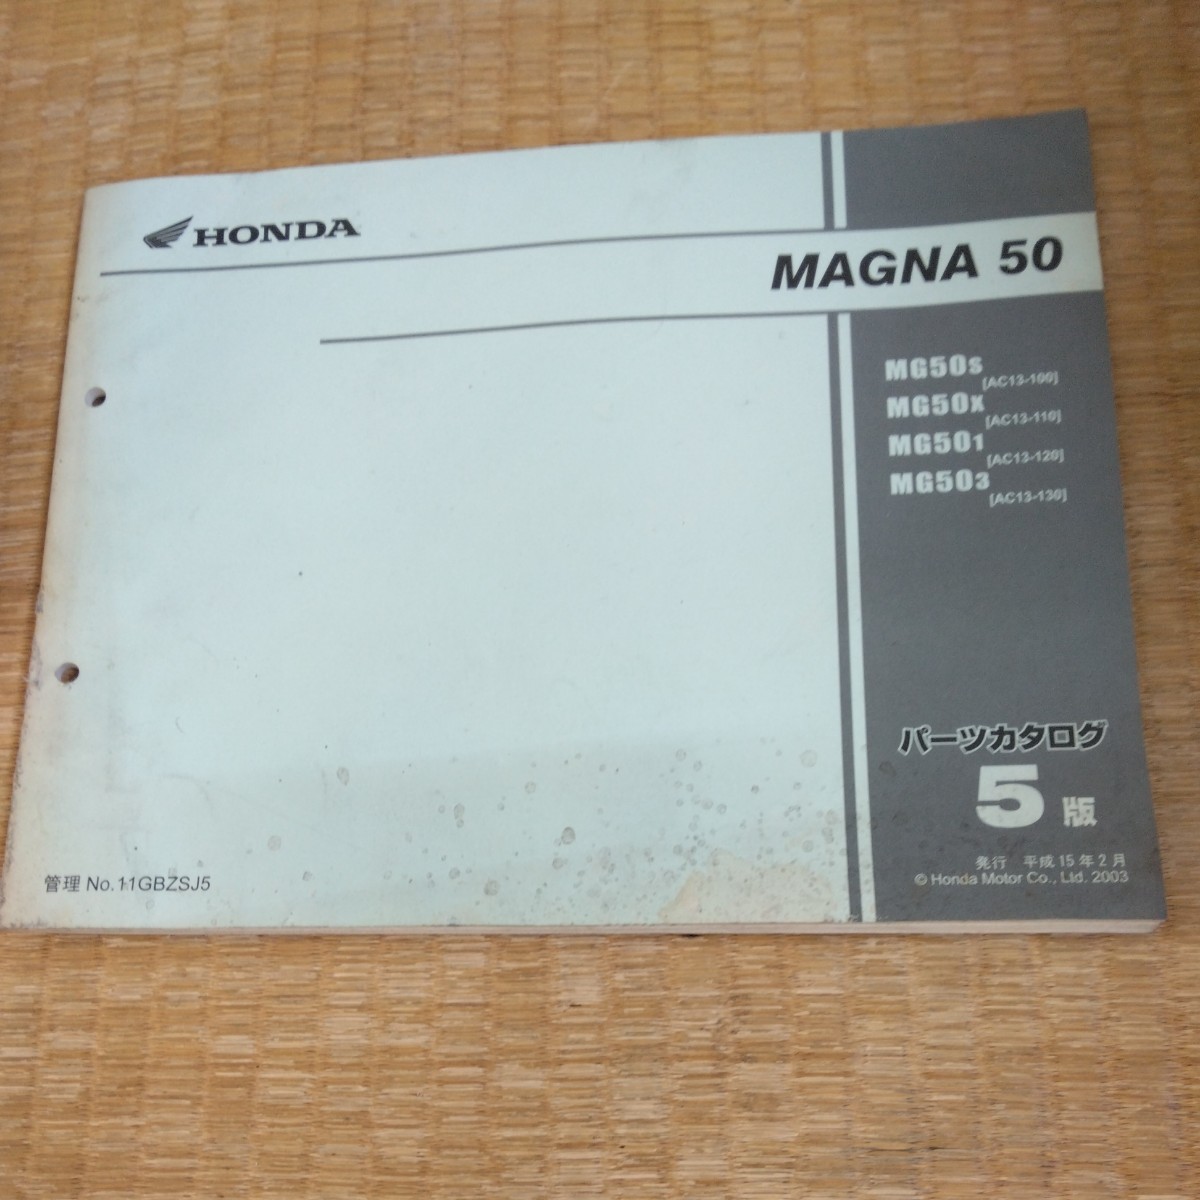 HONDA
MAGNA 50
MG50S
[AC13-100]
MG50X
[AC13-110]
MG501
[AC13-120]
MG503
[AC13-130]
パーツカタログ
5版
発行 平成15年2月
© Honda Motor Co., Ltd. 2003
管理 No.11GBZSJ5